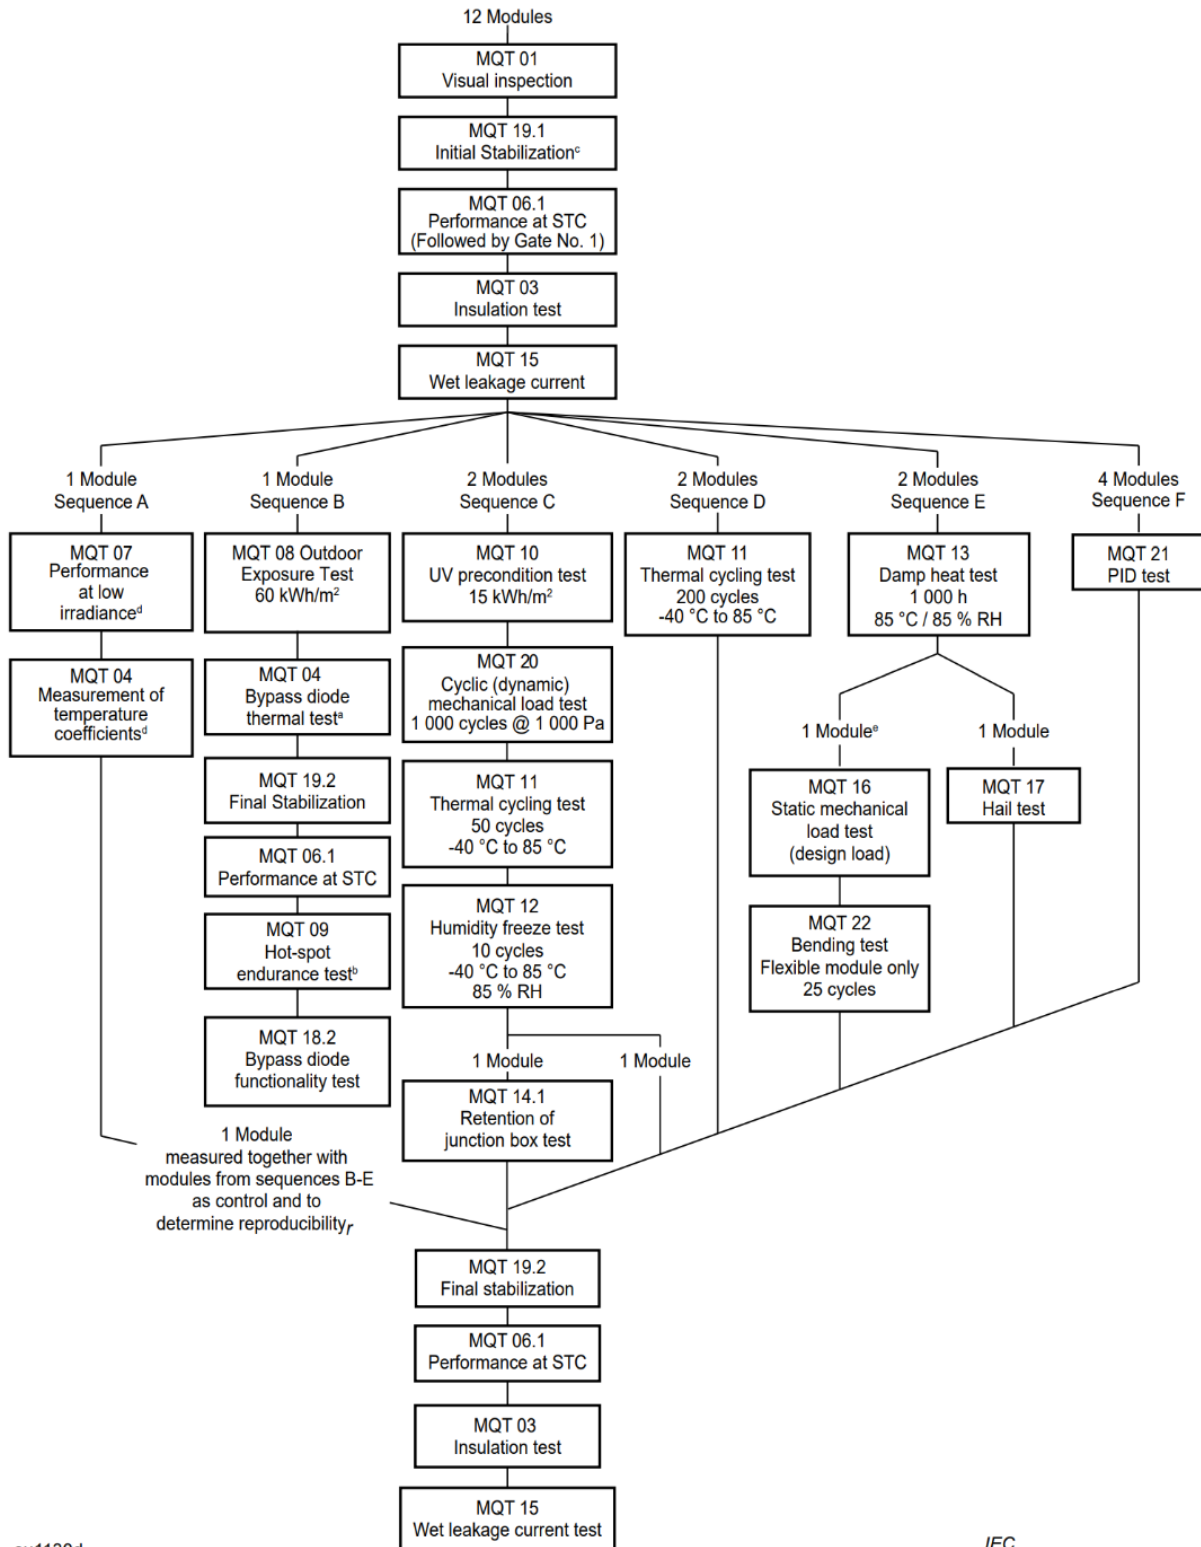 12 Modules
MQT 01
Visual inspection
MQT 19.1
Initial Stabilizationᶜ
MQT 06.1
Performance at STC
(Followed by Gate No. 1)
MQT 03
Insulation test
MQT 15
Wet leakage current
1 Module
Sequence A
MQT 07
Performance
at low
irradianceᵈ
MQT 04
Measurement of
temperature
coefficientsᵈ
1 Module
Sequence B
MQT 08 Outdoor
Exposure Test
60 kWh/m²
MQT 04
Bypass diode
thermal testᵃ
MQT 19.2
Final Stabilization
MQT 06.1
Performance at STC
MQT 09
Hot-spot
endurance testᵇ
MQT 18.2
Bypass diode
functionality test
2 Modules
Sequence C
MQT 10
UV precondition test
15 kWh/m²
MQT 20
Cyclic (dynamic)
mechanical load test
1 000 cycles @ 1 000 Pa
MQT 11
Thermal cycling test
50 cycles
-40 °C to 85 °C
MQT 12
Humidity freeze test
10 cycles
-40 °C to 85 °C
85 % RH
1 Module
1 Module
MQT 14.1
Retention of
junction box test
2 Modules
Sequence D
MQT 11
Thermal cycling test
200 cycles
-40 °C to 85 °C
2 Modules
Sequence E
MQT 13
Damp heat test
1 000 h
85 °C / 85 % RH
1 Moduleᵉ
MQT 16
Static mechanical
load test
(design load)
MQT 22
Bending test
Flexible module only
25 cycles
1 Module
MQT 17
Hail test
4 Modules
Sequence F
MQT 21
PID test
1 Module
measured together with
modules from sequences B-E
as control and to
determine reproducibility r
MQT 19.2
Final stabilization
MQT 06.1
Performance at STC
MQT 03
Insulation test
MQT 15
Wet leakage current test
IEC